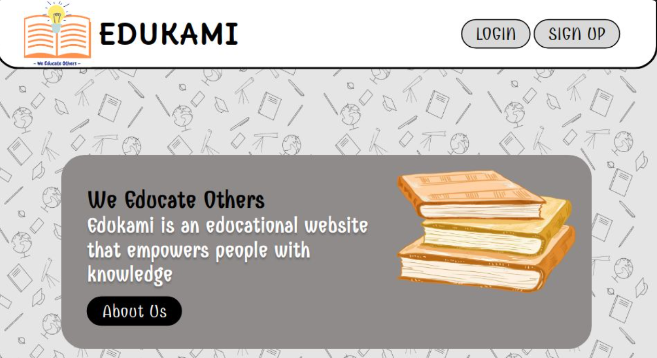 EDUKAMI
- We Educate Others -
LOGIN
SIGN UP
We Educate Others
Edukami is an educational website
that empowers people with
knowledge
About Us